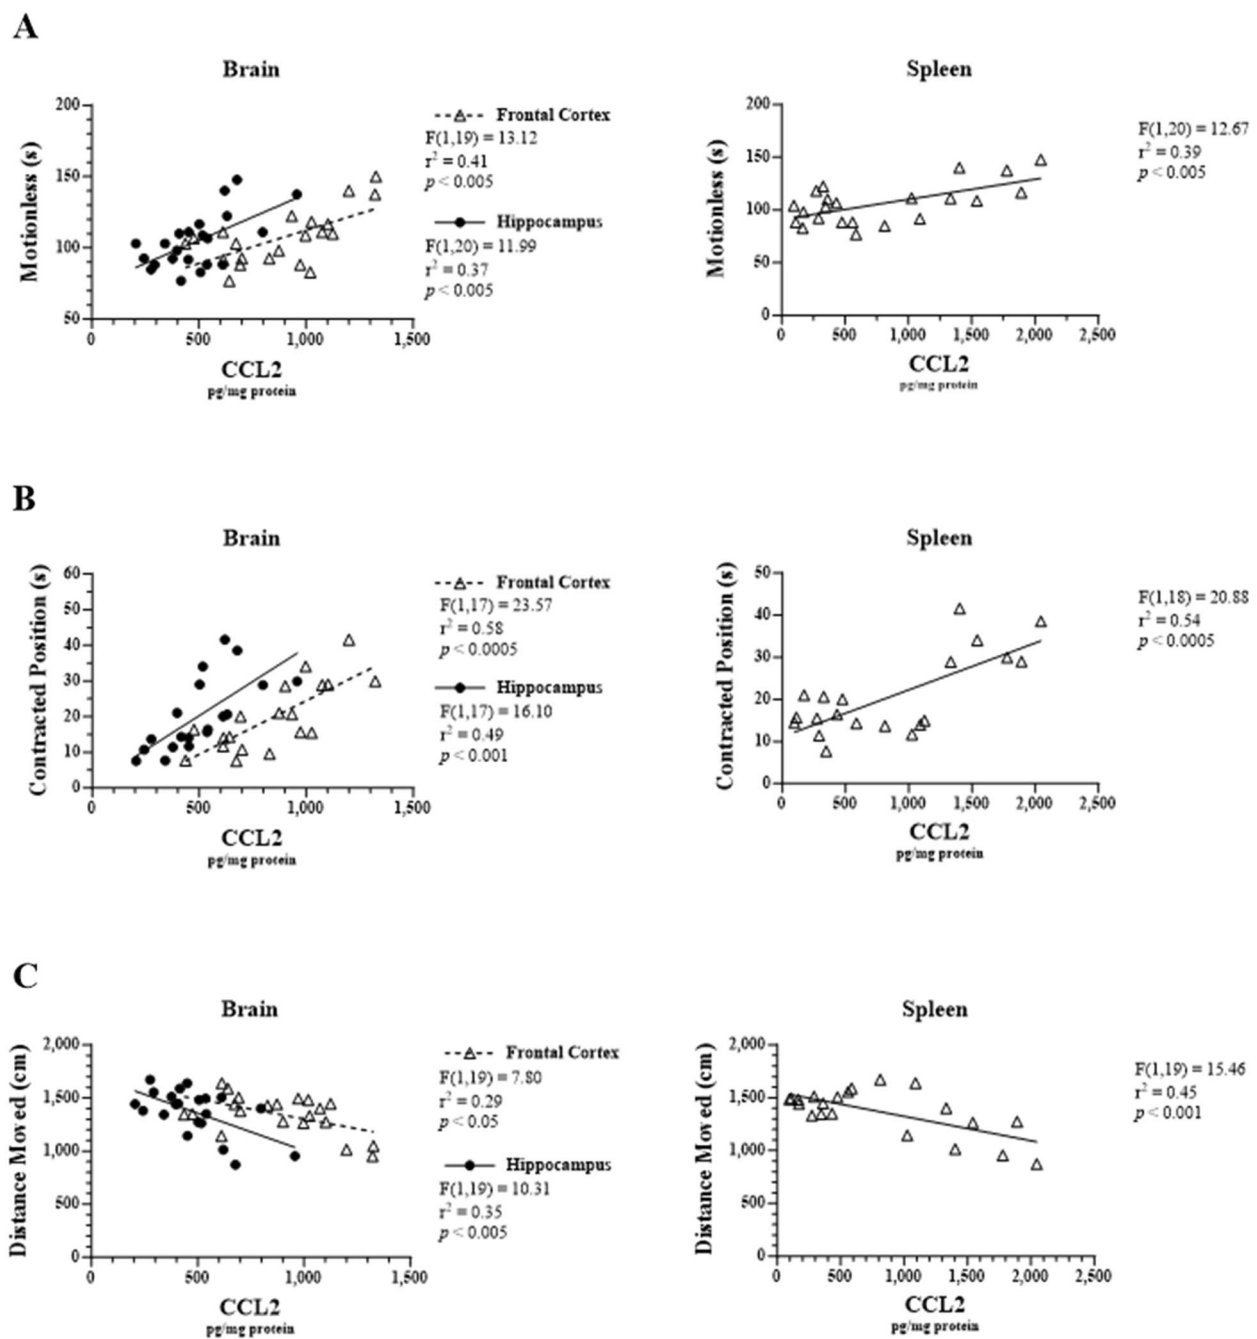 A
Brain
Motionless (s)
200
150
100
50
0
500
1,000
1,500
CCL2
pg/mg protein
Frontal Cortex
F(1,19) = 13.12
r² = 0.41
p < 0.005
Hippocampus
F(1,20) = 11.99
r² = 0.37
p < 0.005
Spleen
Motionless (s)
200
150
100
50
0
0
500
1,000
1,500
2,000
2,500
CCL2
pg/mg protein
F(1,20) = 12.67
r² = 0.39
p < 0.005
B
Brain
Contracted Position (s)
60
50
40
30
20
10
0
0
500
1,000
1,500
CCL2
pg/mg protein
Frontal Cortex
F(1,17) = 23.57
r² = 0.58
p < 0.0005
Hippocampus
F(1,17) = 16.10
r² = 0.49
p < 0.001
Spleen
Contracted Position (s)
50
40
30
20
10
0
0
500
1,000
1,500
2,000
2,500
CCL2
pg/mg protein
F(1,18) = 20.88
r² = 0.54
p < 0.0005
C
Brain
Distance Moved (cm)
2,000
1,500
1,000
500
0
0
500
1,000
1,500
CCL2
pg/mg protein
Frontal Cortex
F(1,19) = 7.80
r² = 0.29
p < 0.05
Hippocampus
F(1,19) = 10.31
r² = 0.35
p < 0.005
Spleen
Distance Moved (cm)
2,000
1,500
1,000
500
0
0
500
1,000
1,500
2,000
2,500
CCL2
pg/mg protein
F(1,19) = 15.46
r² = 0.45
p < 0.001